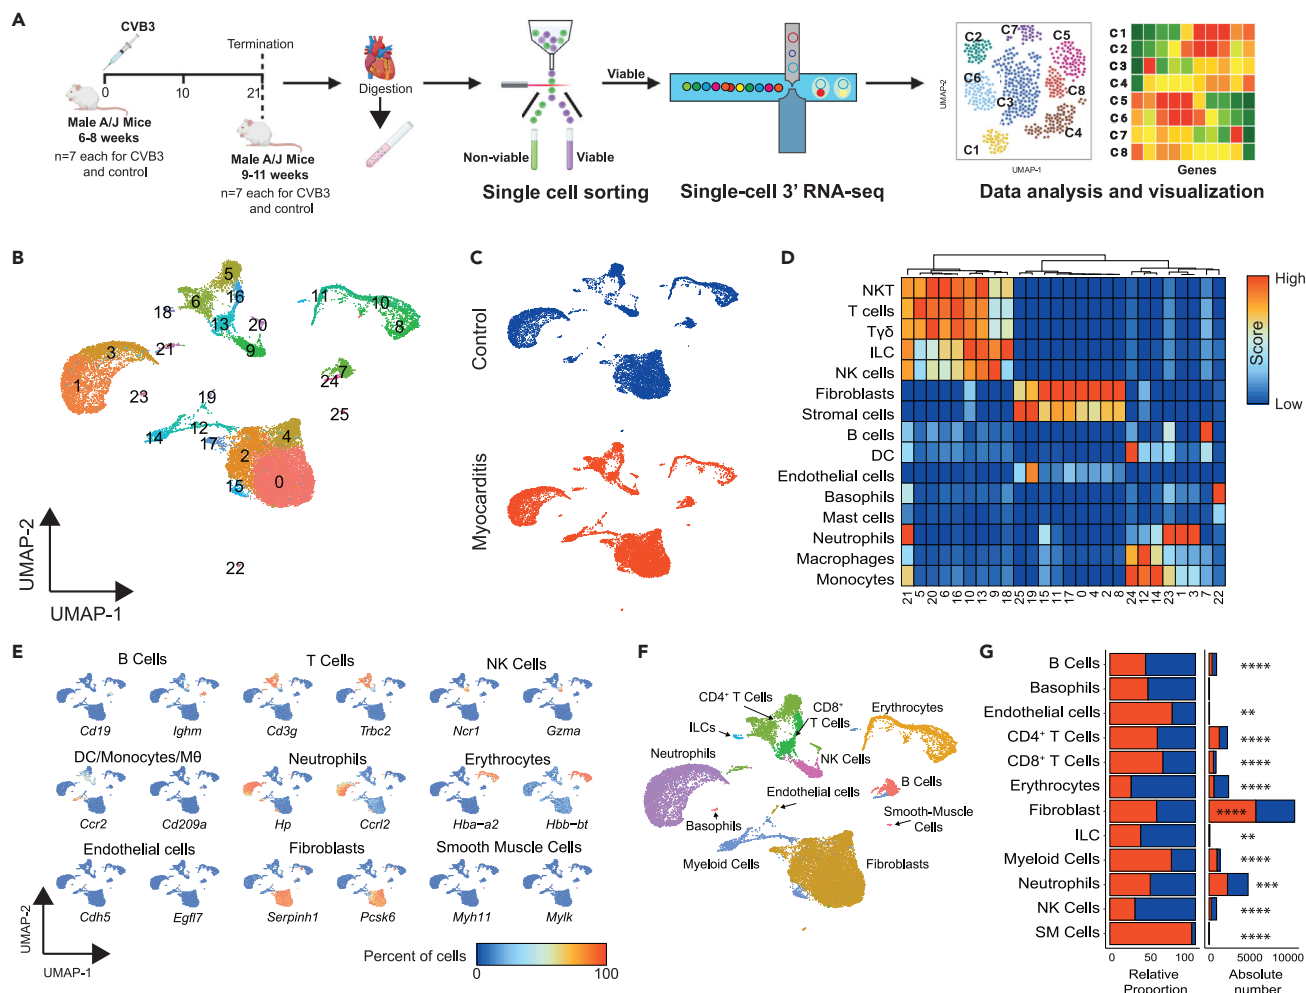 A
CVB3
Termination
0
10
21
Male A/J Mice
6-8 weeks
n=7 each for CVB3
and control
Male A/J Mice
9-11 weeks
n=7 each for CVB3
and control
Digestion
Non-viable
Viable
Single cell sorting
Viable
Single-cell 3' RNA-seq
C7
C2
C5
C6
C3
C8
C4
C1
UMAP-2
UMAP-1
C1
C2
C3
C4
C5
C6
C7
C8
Genes
Data analysis and visualization
B
5
16
6
18
13
20
9
21
3
1
23
11
10
8
7
24
25
19
12
14
17
4
2
0
15
22
UMAP-2
UMAP-1
C
Control
Myocarditis
D
NKT
T cells
Tγδ
ILC
NK cells
Fibroblasts
Stromal cells
B cells
DC
Endothelial cells
Basophils
Mast cells
Neutrophils
Macrophages
Monocytes
21 5 20 6 16 10 13 9 18 25 19 15 11 17 0 4 2 8 24 12 14 23 1 3 7 22
High
Score
Low
E
B Cells
T Cells
NK Cells
Cd19
Ighm
Cd3g
Trbc2
Ncr1
Gzma
DC/Monocytes/Mθ
Neutrophils
Erythrocytes
Ccr2
Cd209a
Hp
Ccrl2
Hba-a2
Hbb-bt
Endothelial cells
Fibroblasts
Smooth Muscle Cells
Cdh5
Egfl7
Serpinh1
Pcsk6
Myh11
Mylk
UMAP-2
UMAP-1
Percent of cells
0
100
F
CD4⁺ T Cells
CD8⁺
T Cells
Erythrocytes
ILCs
Neutrophils
NK Cells
B Cells
Endothelial cells
Basophils
Smooth-Muscle
Cells
Myeloid Cells
Fibroblasts
G
B Cells
****
Basophils
Endothelial cells
**
CD4⁺ T Cells
****
CD8⁺ T Cells
****
Erythrocytes
****
Fibroblast
****
ILC
**
Myeloid Cells
****
Neutrophils
***
NK Cells
****
SM Cells
****
0 50 100
0 5000 10000
Relative
Proportion
Absolute
number